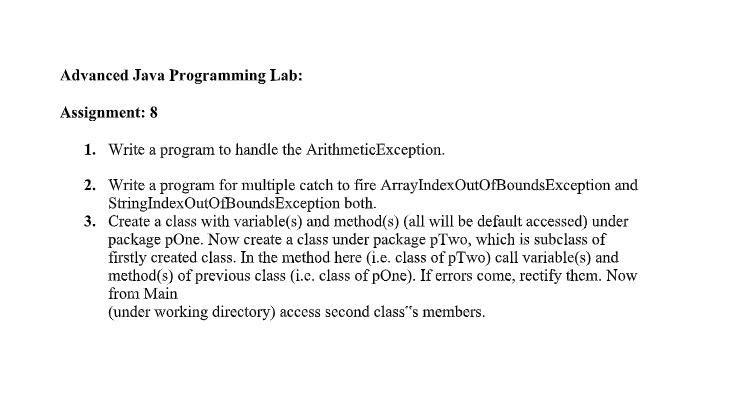 Advanced Java Programming Lab:
Assignment: 8
1. Write a program to handle the ArithmeticException.
2. Write a program for multiple catch to fire ArrayIndexOutOfBoundsException and
StringIndexOutOfBoundsException both.
3. Create a class with variable(s) and method(s) (all will be default accessed) under
package pOne. Now create a class under package pTwo, which is subclass of
firstly created class. In the method here (i.e. class of pTwo) call variable(s) and
method(s) of previous class (i.e. class of pOne). If errors come, rectify them. Now
from Main
(under working directory) access second class‟s members.